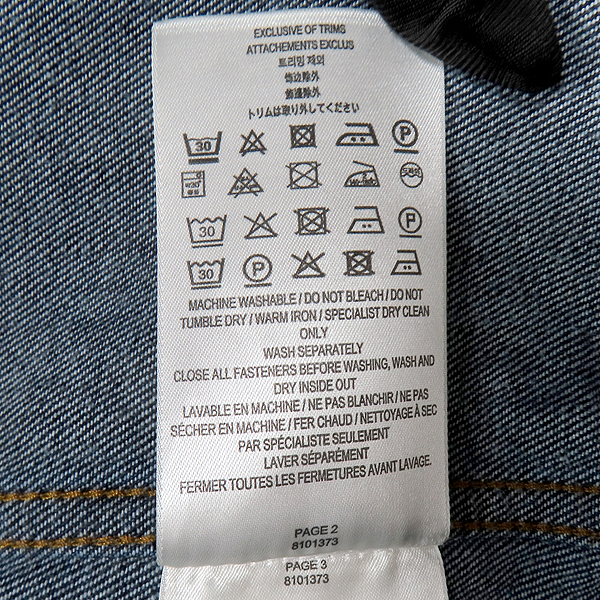 EXCLUSIVE OF TRIMS
ATTACHEMENTS EXCLUS
트리밍 제외
饰边除外
飾邊除外
トリムは取り外してください
30 P
30 P
30 P
MACHINE WASHABLE / DO NOT BLEACH / DO NOT
TUMBLE DRY / WARM IRON / SPECIALIST DRY CLEAN
ONLY
WASH SEPARATELY
CLOSE ALL FASTENERS BEFORE WASHING, WASH AND
DRY INSIDE OUT
LAVABLE EN MACHINE / NE PAS BLANCHIR / NE PAS
SÉCHER EN MACHINE / FER CHAUD / NETTOYAGE À SEC
PAR SPÉCIALISTE SEULEMENT
LAVER SÉPARÉMENT
FERMER TOUTES LES FERMETURES AVANT LAVAGE.
PAGE 2
8101373
PAGE 3
8101373